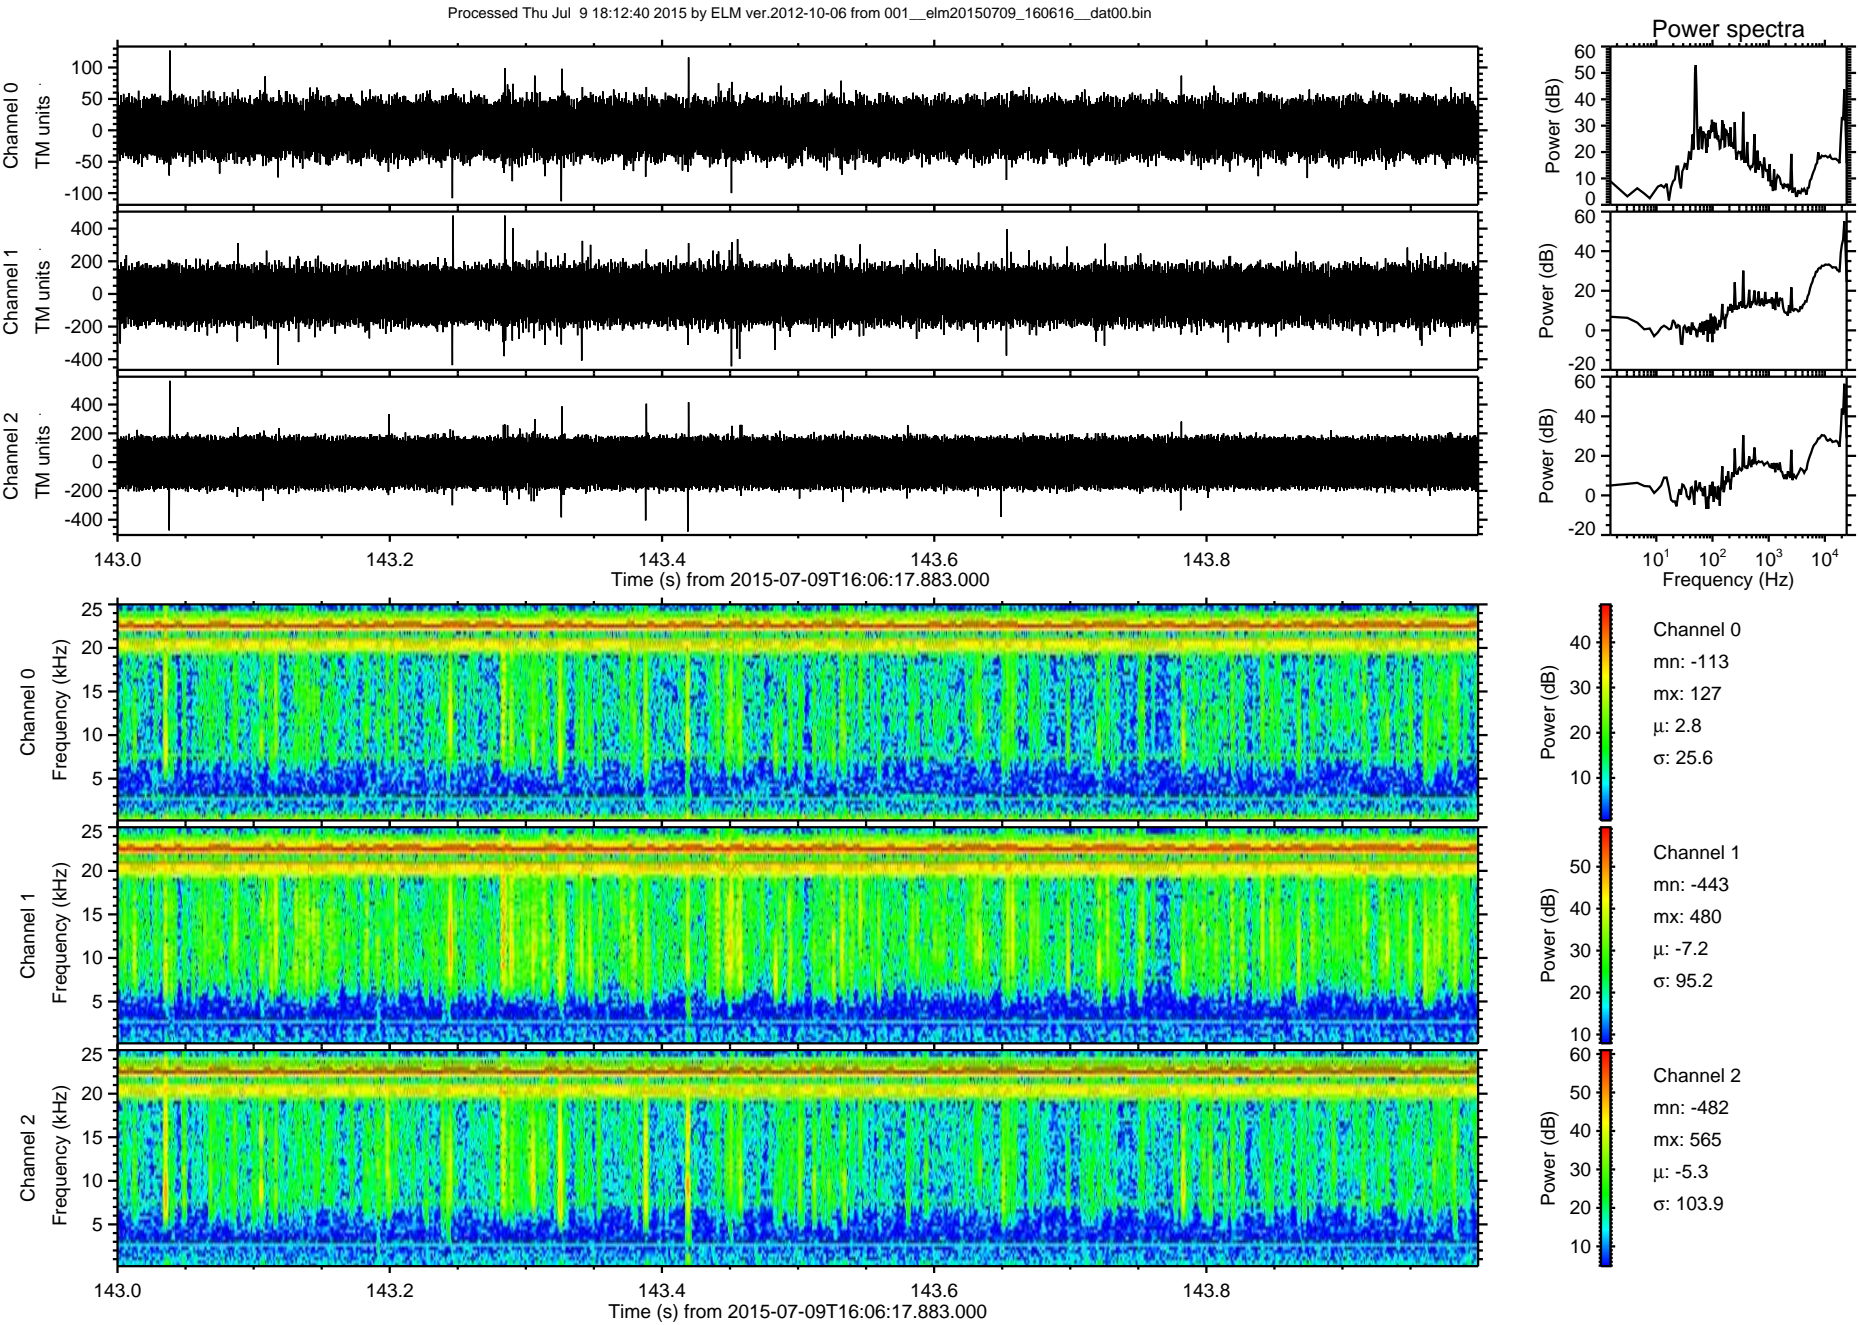 Processed Thu Jul  9 18:12:40 2015 by ELM ver.2012-10-06 from 001__elm20150709_160616__dat00.bin
Power spectra
Channel 0
TM units
100
50
0
-50
-100
Power (dB)
60
50
40
30
20
10
0
Channel 1
TM units
400
200
0
-200
-400
Power (dB)
60
40
20
0
-20
Channel 2
TM units
400
200
0
-200
-400
Power (dB)
60
40
20
0
-20
143.0
143.2
143.4
143.6
143.8
Time (s) from 2015-07-09T16:06:17.883.000
10^1
10^2
10^3
10^4
Frequency (Hz)
Channel 0
Frequency (kHz)
25
20
15
10
5
Power (dB)
40
30
20
10
Channel 0
mn: -113
mx: 127
μ: 2.8
σ: 25.6
Channel 1
Frequency (kHz)
25
20
15
10
5
Power (dB)
50
40
30
20
10
Channel 1
mn: -443
mx: 480
μ: -7.2
σ: 95.2
Channel 2
Frequency (kHz)
25
20
15
10
5
Power (dB)
60
50
40
30
20
10
Channel 2
mn: -482
mx: 565
μ: -5.3
σ: 103.9
143.0
143.2
143.4
143.6
143.8
Time (s) from 2015-07-09T16:06:17.883.000